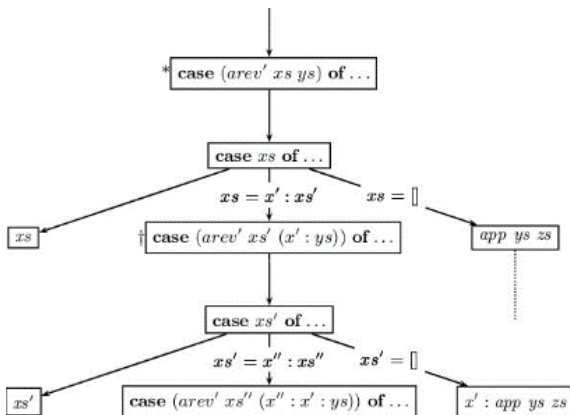 * case (arev′ xs ys) of ...
case xs of ...
xs = x′ : xs′
xs = []
xs
† case (arev′ xs′ (x′ : ys)) of ...
app ys zs
case xs′ of ...
xs′ = x″ : xs″
xs′ = []
xs′
case (arev′ xs″ (x″ : x′ : ys)) of ...
x′ : app ys zs